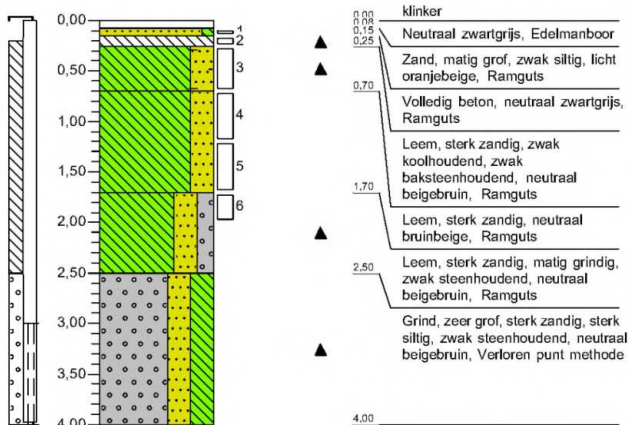 0,00
0,50
1,00
1,50
2,00
2,50
3,00
3,50
4,00
1
2
3
4
5
6
0,00
0,08
0,15
0,25
0,70
1,70
2,50
4,00
klinker
Neutraal zwartgrijs, Edelmanboor
Zand, matig grof, zwak siltig, licht
oranjebeige, Ramguts
Volledig beton, neutraal zwartgrijs,
Ramguts
Leem, sterk zandig, zwak
koolhoudend, zwak
baksteenhoudend, neutraal
beigebruin, Ramguts
Leem, sterk zandig, neutraal
bruinbeige, Ramguts
Leem, sterk zandig, matig grindig,
zwak steenhoudend, neutraal
beigebruin, Ramguts
Grind, zeer grof, sterk zandig, sterk
siltig, zwak steenhoudend, neutraal
beigebruin, Verloren punt methode